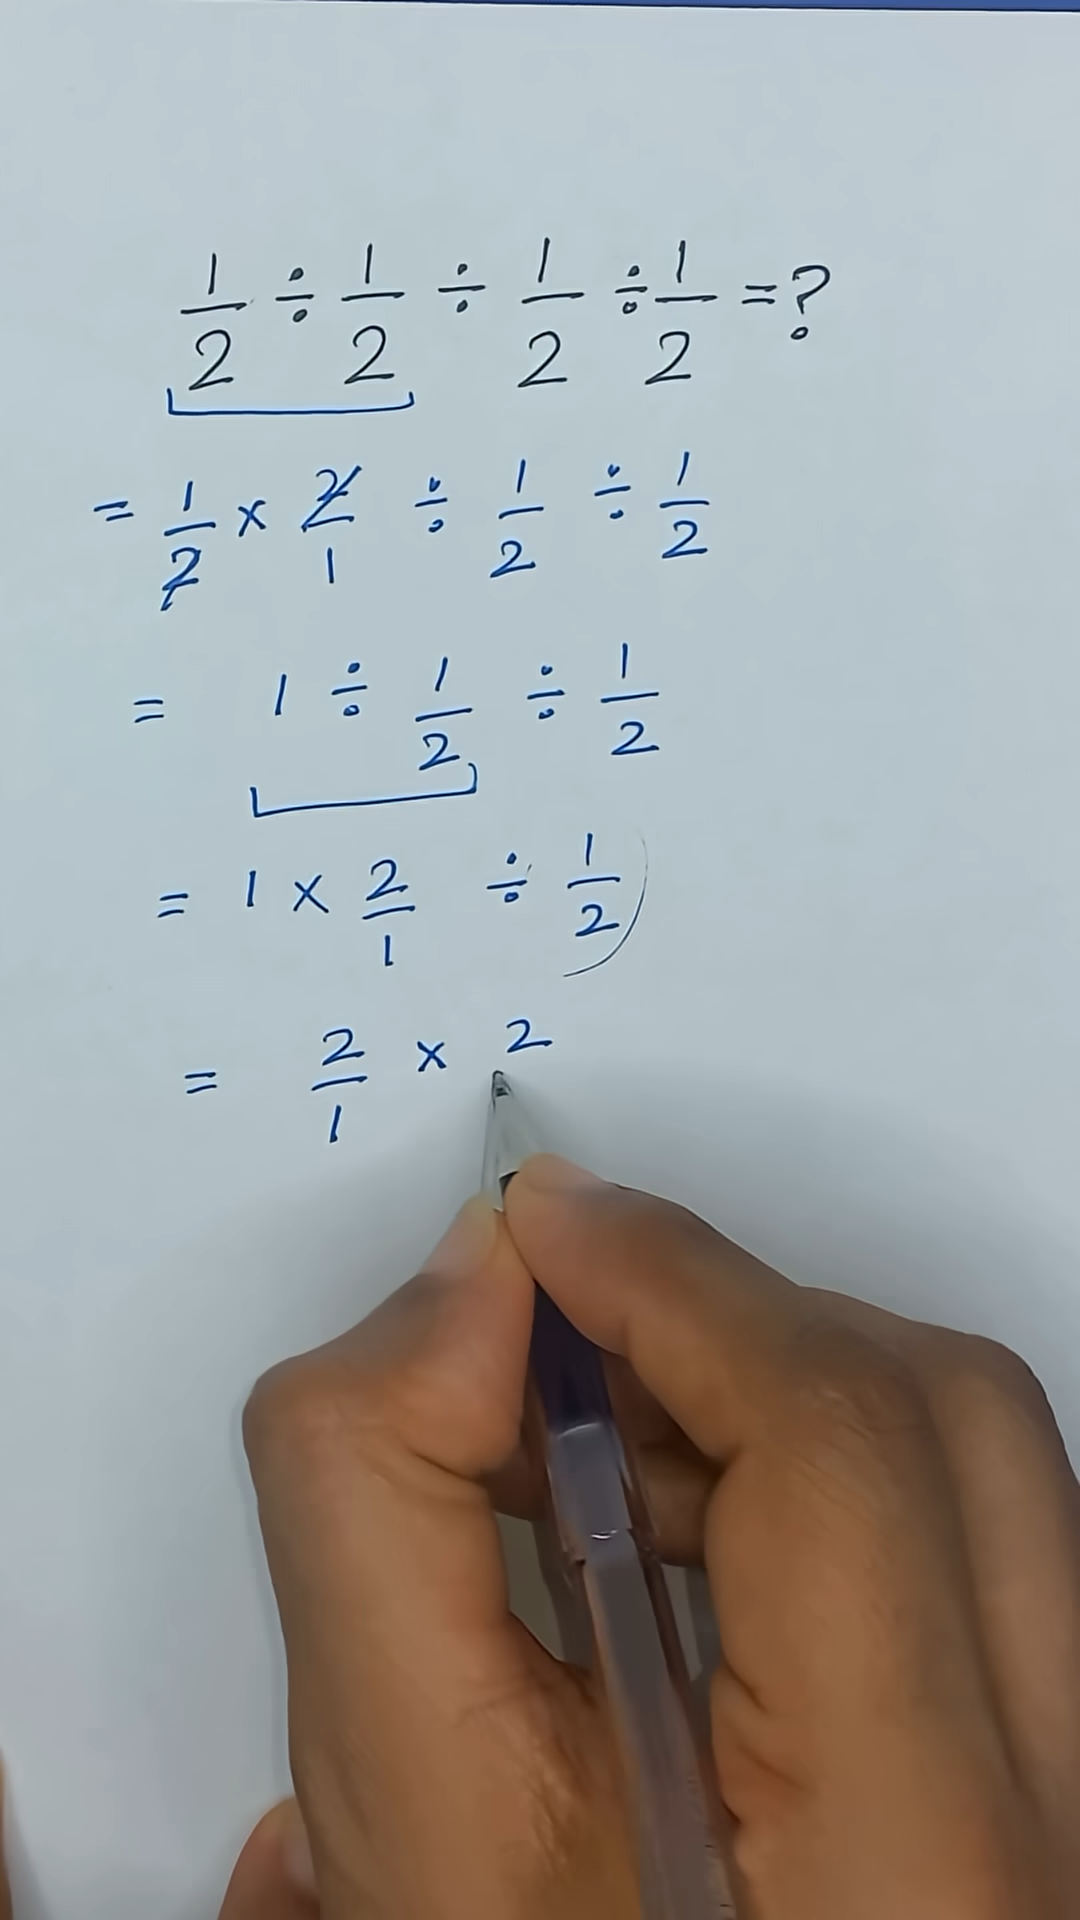 1/2 ÷ 1/2 ÷ 1/2 ÷ 1/2 = ?
= 1/2 × 2/1 ÷ 1/2 ÷ 1/2
= 1 ÷ 1/2 ÷ 1/2
= 1 × 2/1 ÷ 1/2
= 2/1 × 2